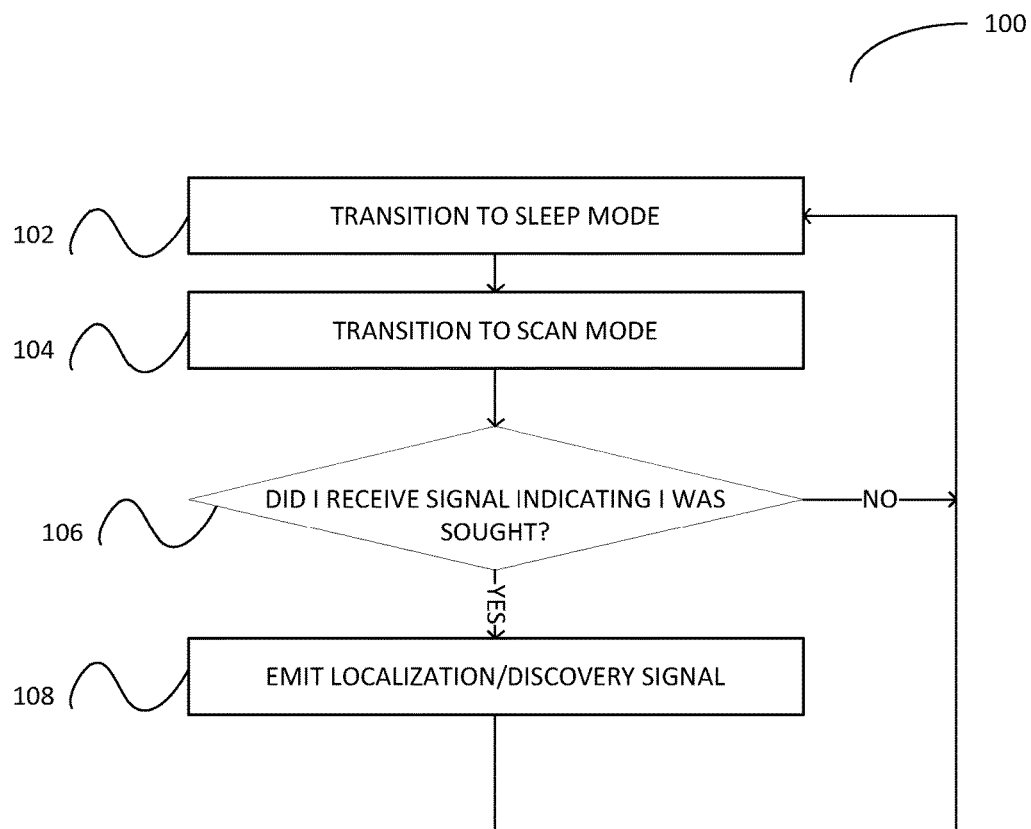 100
TRANSITION TO SLEEP MODE
102
TRANSITION TO SCAN MODE
104
DID I RECEIVE SIGNAL INDICATING I WAS
SOUGHT?
NO
106
YES
EMIT LOCALIZATION/DISCOVERY SIGNAL
108